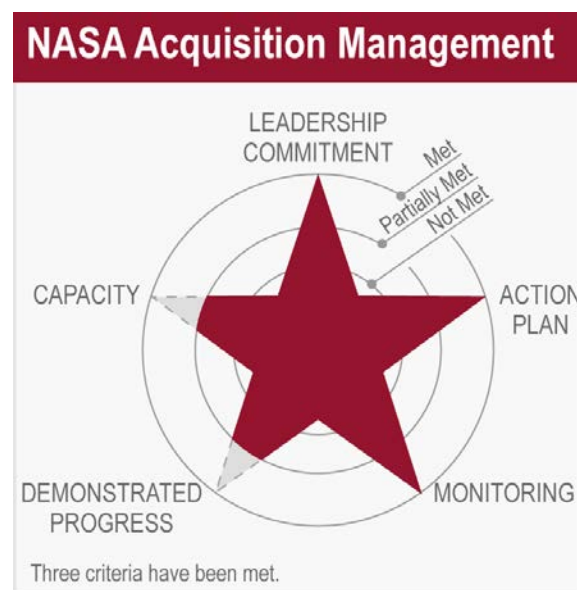 NASA Acquisition Management
LEADERSHIP
COMMITMENT
Met
Partially Met
Not Met
CAPACITY
ACTION
PLAN
DEMONSTRATED
PROGRESS
MONITORING
Three criteria have been met.